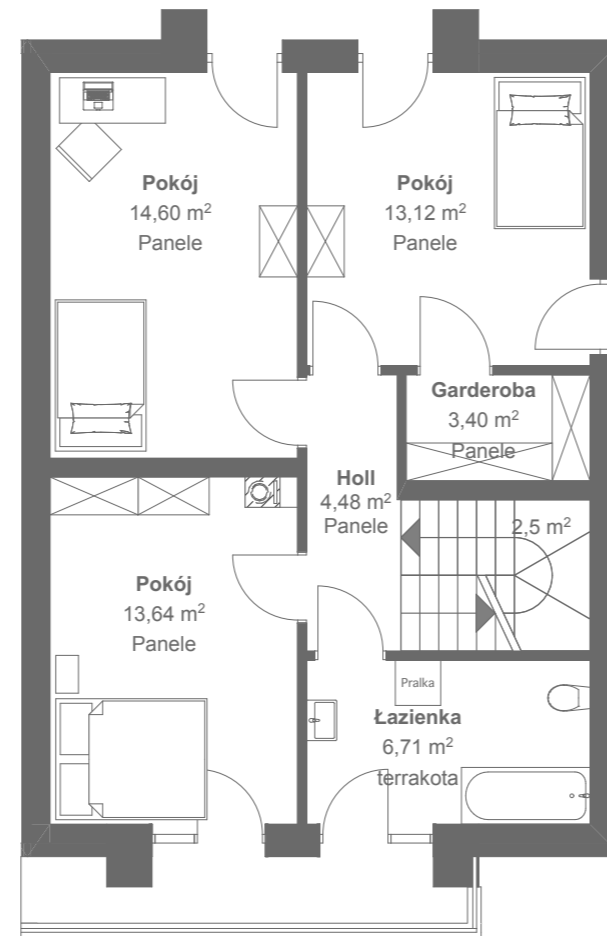 Pokój
14,60 m²
Panele
Pokój
13,12 m²
Panele
Garderoba
3,40 m²
Panele
Holl
4,48 m²
Panele
2,5 m²
Pokój
13,64 m²
Panele
Pralka
Łazienka
6,71 m²
terrakota